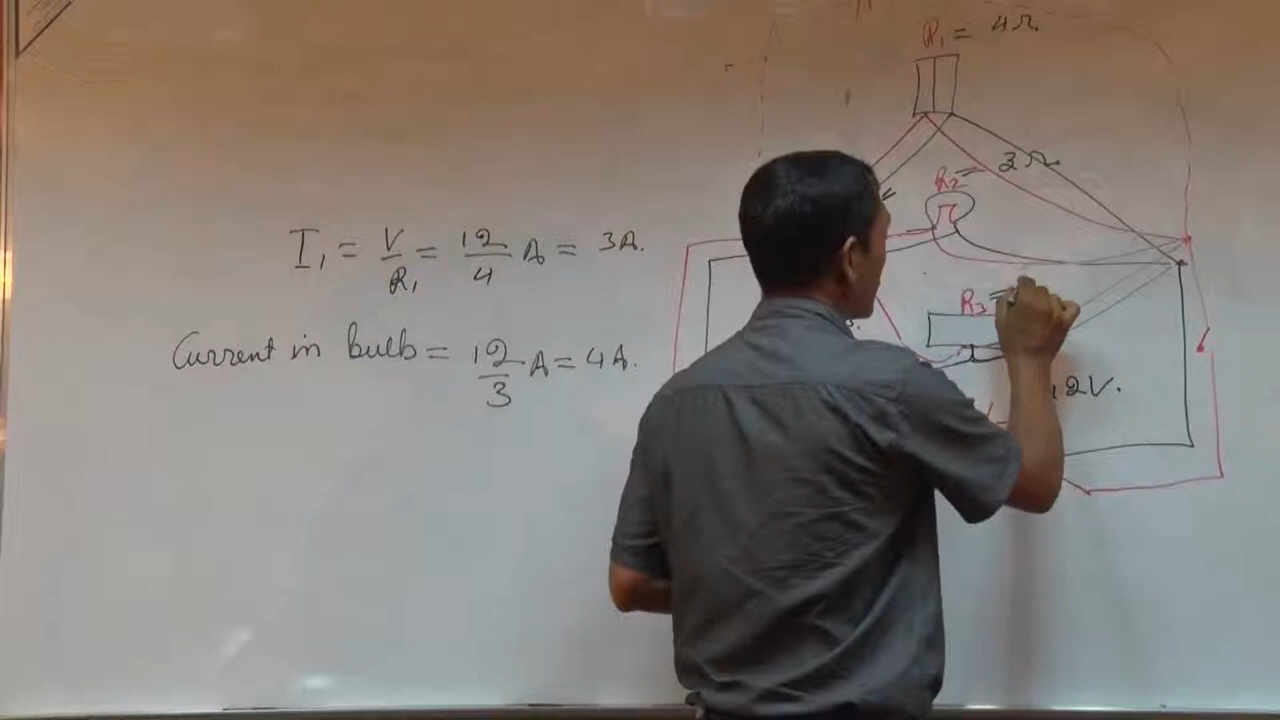 R₁ = 4Ω.
R₂ = 3Ω.
I₁ = V/R₁ = 12/4 A = 3A.
R₃ =
Current in bulb = 12/3 A = 4A.
12V.